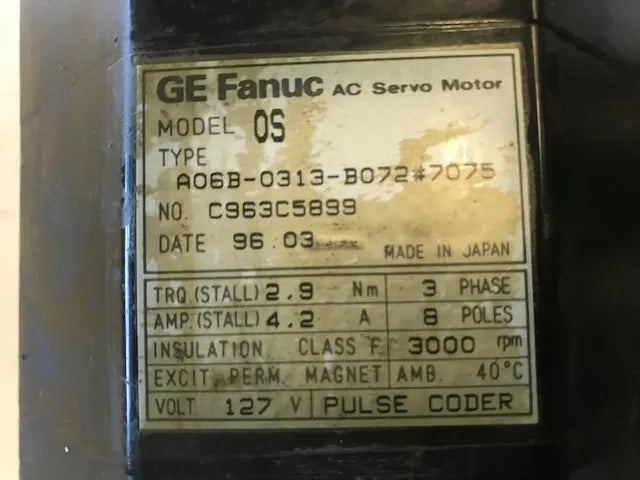 GE Fanuc AC Servo Motor
MODEL 0S
TYPE
A06B-0313-B072#7075
NO. C963C5899
DATE 96.03
MADE IN JAPAN
TRQ.(STALL) 2.9 Nm 3 PHASE
AMP.(STALL) 4.2 A 8 POLES
INSULATION CLASS F 3000 rpm
EXCIT. PERM. MAGNET AMB. 40°C
VOLT 127 V PULSE CODER